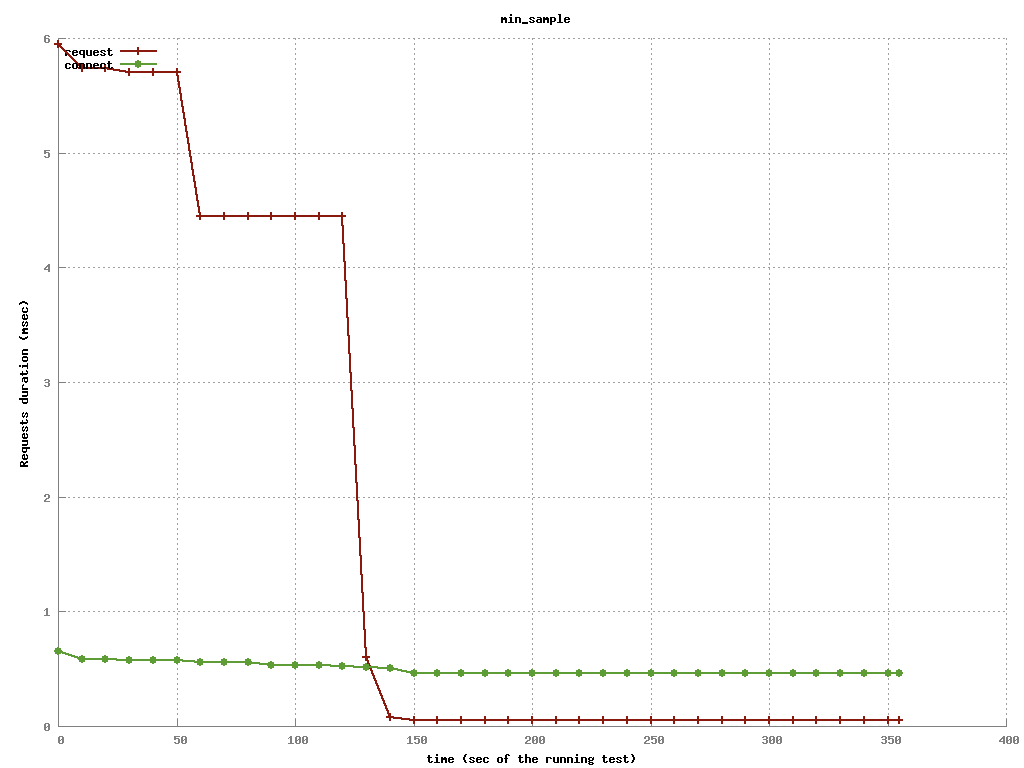 min_sample
request
connect
6
5
4
3
2
1
0
Requests duration (msec)
0 50 100 150 200 250 300 350 400
time (sec of the running test)